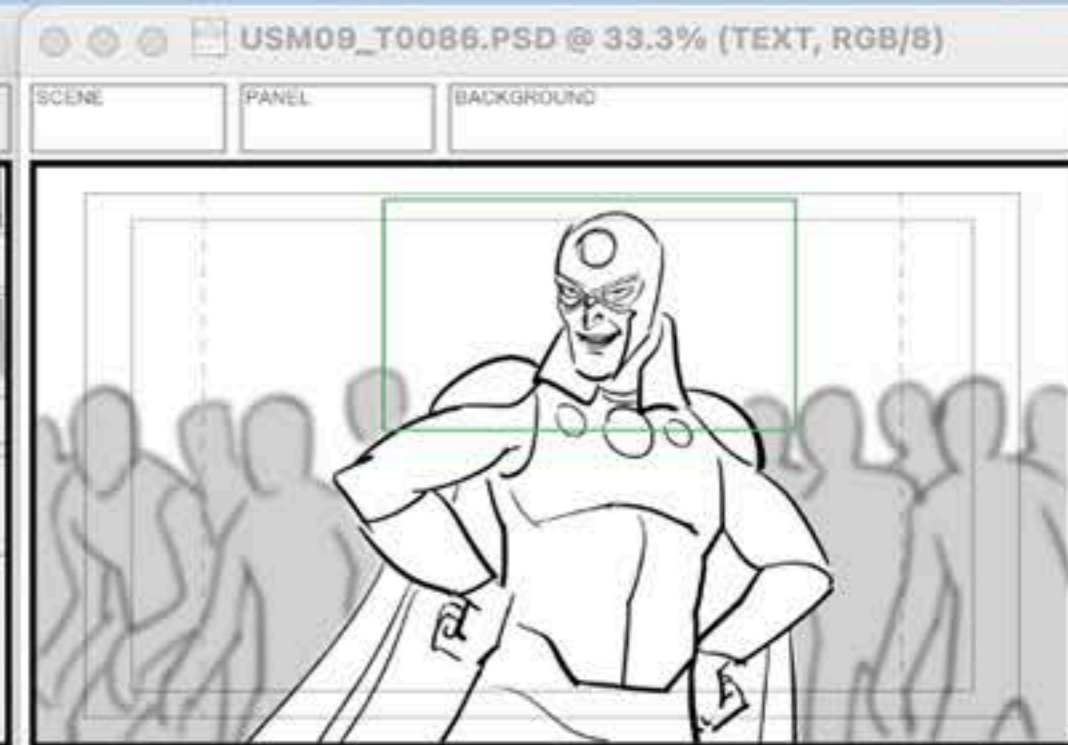 USM09_T0086.PSD @ 33.3% (TEXT, RGB/8)
SCENE
PANEL
BACKGROUND